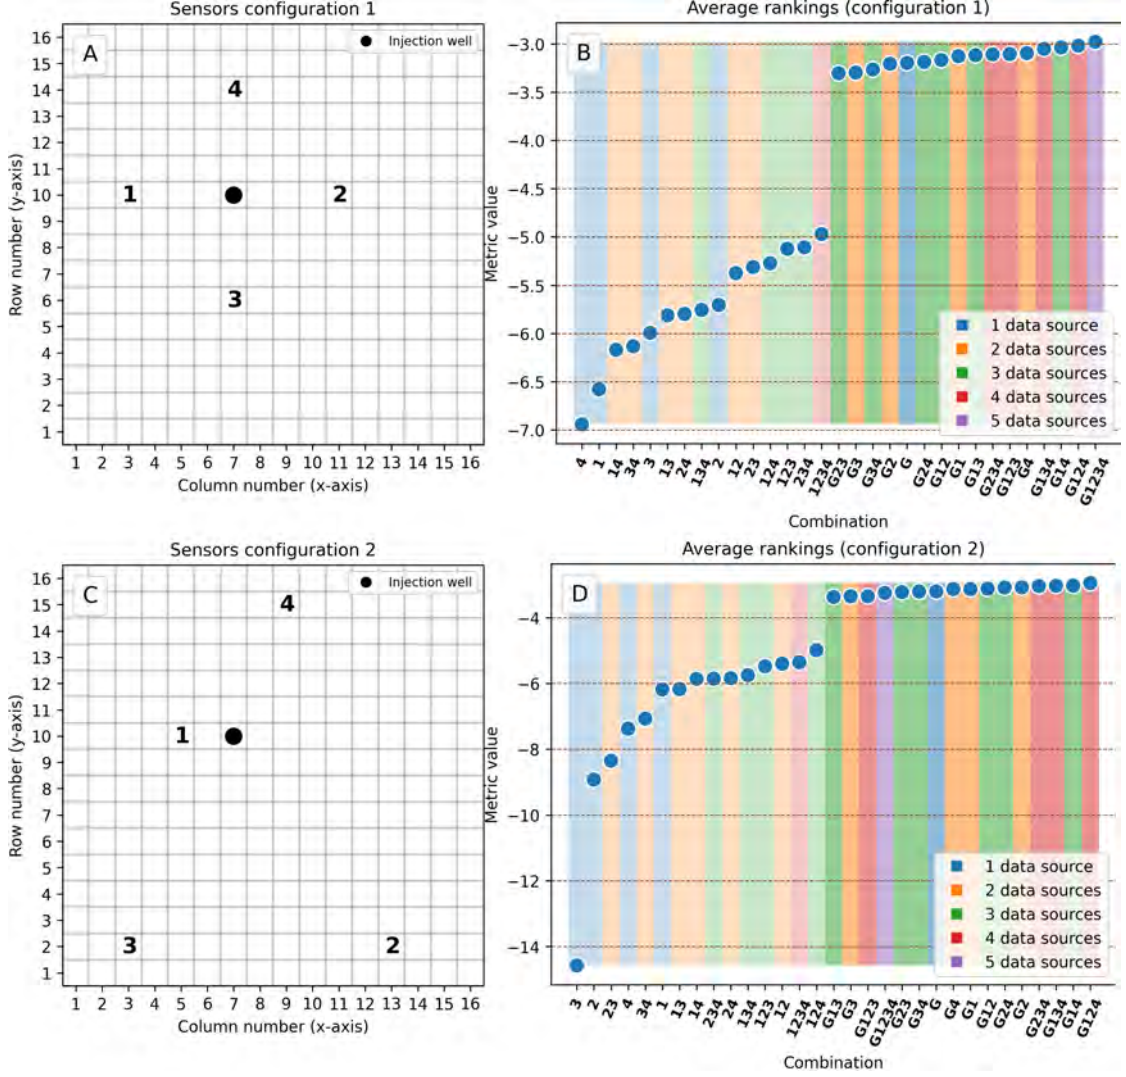 Sensors configuration 1
A
Injection well
16
15
14
13
12
11
10
9
8
7
6
5
4
3
2
1
4
1
2
3
1 2 3 4 5 6 7 8 9 10 11 12 13 14 15 16
Row number (y-axis)
Column number (x-axis)
Average rankings (configuration 1)
B
−3.0
−3.5
−4.0
−4.5
−5.0
−5.5
−6.0
−6.5
−7.0
Metric value
1 data source
2 data sources
3 data sources
4 data sources
5 data sources
4 1 14 34 3 13 24 134 2 12 23 124 123 234 1234 G23 G3 G34 G2 G G24 G12 G1 G13 G234 G123 G4 G134 G14 G124 G1234
Combination
Sensors configuration 2
C
Injection well
16
15
14
13
12
11
10
9
8
7
6
5
4
3
2
1
4
1
3
2
1 2 3 4 5 6 7 8 9 10 11 12 13 14 15 16
Row number (y-axis)
Column number (x-axis)
Average rankings (configuration 2)
D
−4
−6
−8
−10
−12
−14
Metric value
1 data source
2 data sources
3 data sources
4 data sources
5 data sources
3 2 23 4 34 1 13 14 234 24 134 123 12 1234 124 G13 G3 G123 G1234 G23 G34 G G4 G1 G12 G24 G2 G234 G134 G14 G124
Combination